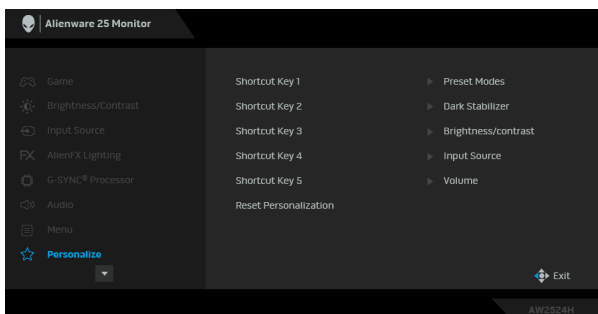 Alienware 25 Monitor
Game
Brightness/Contrast
Input Source
AlienFX Lighting
G-SYNC® Processor
Audio
Menu
Personalize
Shortcut Key 1 Preset Modes
Shortcut Key 2 Dark Stabilizer
Shortcut Key 3 Brightness/contrast
Shortcut Key 4 Input Source
Shortcut Key 5 Volume
Reset Personalization
Exit
AW2524H